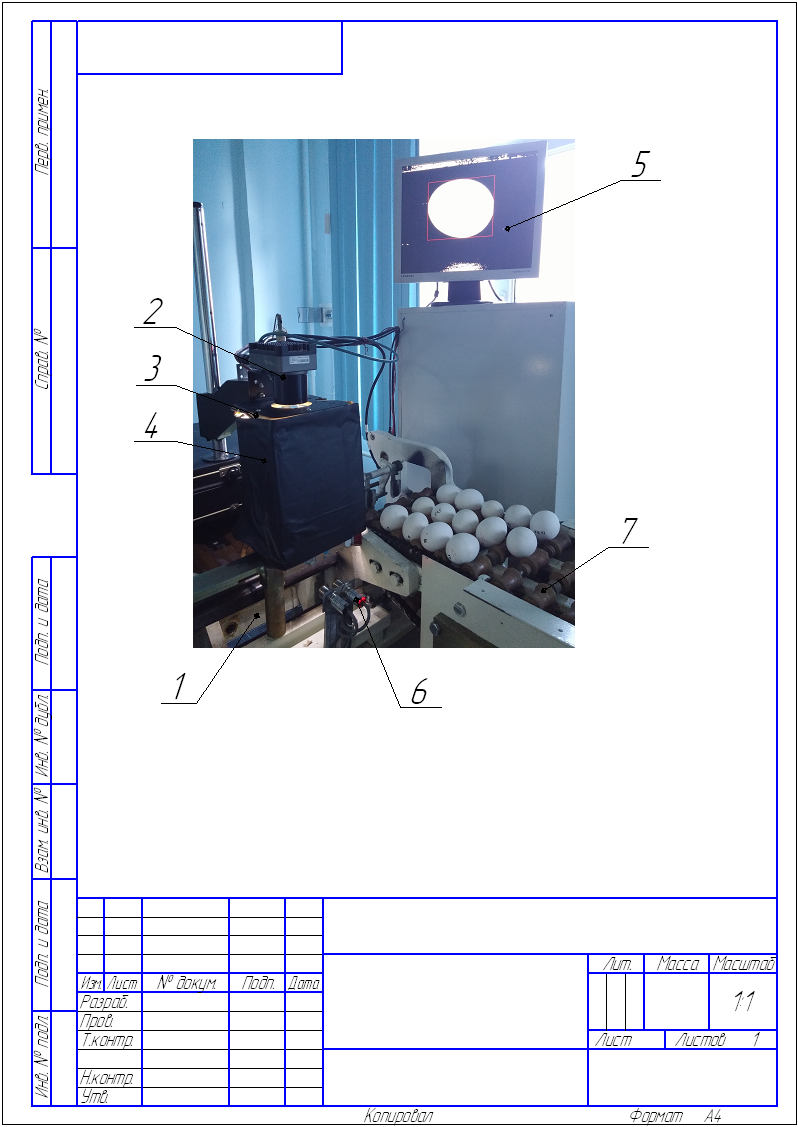 Перв. примен.
Справ. №
Подп. и дата
Инв. № дубл.
Взам. инв. №
Подп. и дата
Инв. № подл.
5
2
3
4
7
1
6
Изм.
Лист
№ докум.
Подп.
Дата
Разраб.
Пров.
Т.контр.
Н.контр.
Утв.
Лит.
Масса
Масштаб
1:1
Лист
Листов 1
Копировал
Формат А4